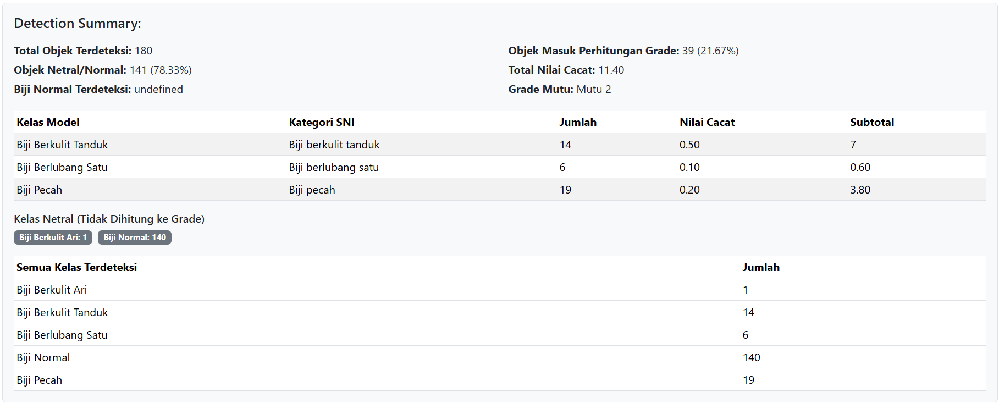 Detection Summary:
Total Objek Terdeteksi: 180
Objek Masuk Perhitungan Grade: 39 (21.67%)
Objek Netral/Normal: 141 (78.33%)
Total Nilai Cacat: 11.40
Biji Normal Terdeteksi: undefined
Grade Mutu: Mutu 2
Kelas Model Kategori SNI Jumlah Nilai Cacat Subtotal
Biji Berkulit Tanduk Biji berkulit tanduk 14 0.50 7
Biji Berlubang Satu Biji berlubang satu 6 0.10 0.60
Biji Pecah Biji pecah 19 0.20 3.80
Kelas Netral (Tidak Dihitung ke Grade)
Biji Berkulit Ari: 1 Biji Normal: 140
Semua Kelas Terdeteksi Jumlah
Biji Berkulit Ari 1
Biji Berkulit Tanduk 14
Biji Berlubang Satu 6
Biji Normal 140
Biji Pecah 19